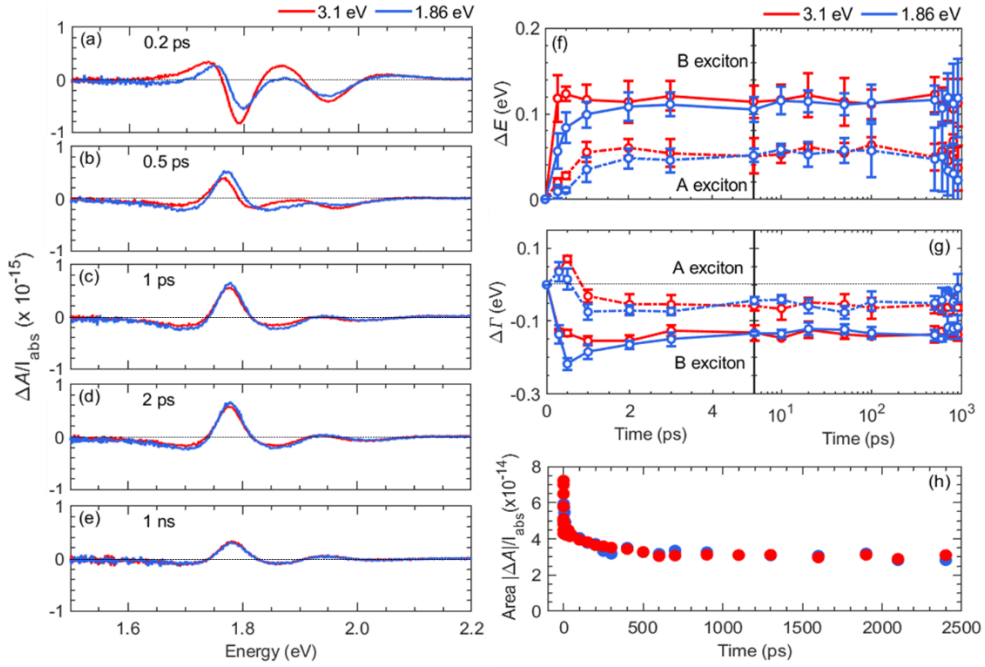 3.1 eV 1.86 eV
(a) 0.2 ps
1
0
-1
(b) 0.5 ps
1
0
-1
(c) 1 ps
1
0
-1
(d) 2 ps
1
0
-1
(e) 1 ns
1
0
-1
ΔA/I_abs (x 10^-15)
1.6 1.8 2.0 2.2
Energy (eV)
3.1 eV 1.86 eV
(f)
B exciton
A exciton
0.2
0.1
0
ΔE (eV)
(g)
A exciton
B exciton
0.1
-0.1
-0.3
ΔΓ (eV)
0 2 4 10^1 10^2 10^3
Time (ps) Time (ps)
(h)
8
6
4
2
0
Area |ΔA|/I_abs (x10^-14)
0 500 1000 1500 2000 2500
Time (ps)